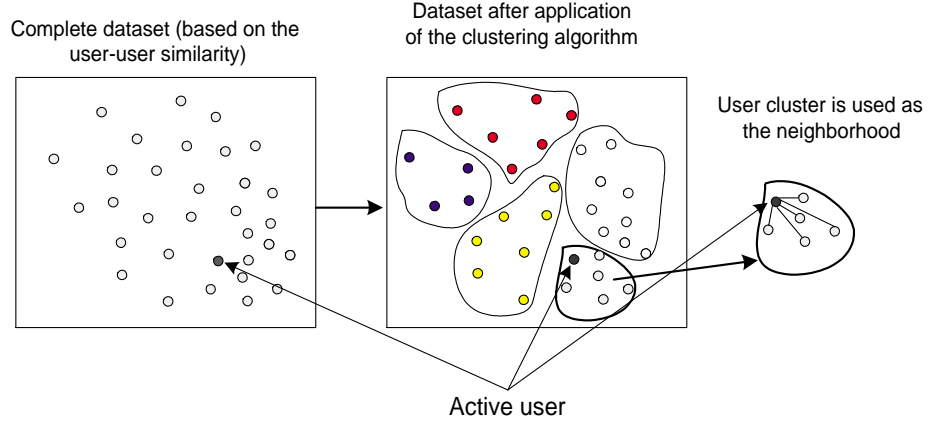 Complete dataset (based on the
user-user similarity)
Dataset after application
of the clustering algorithm
User cluster is used as
the neighborhood
Active user